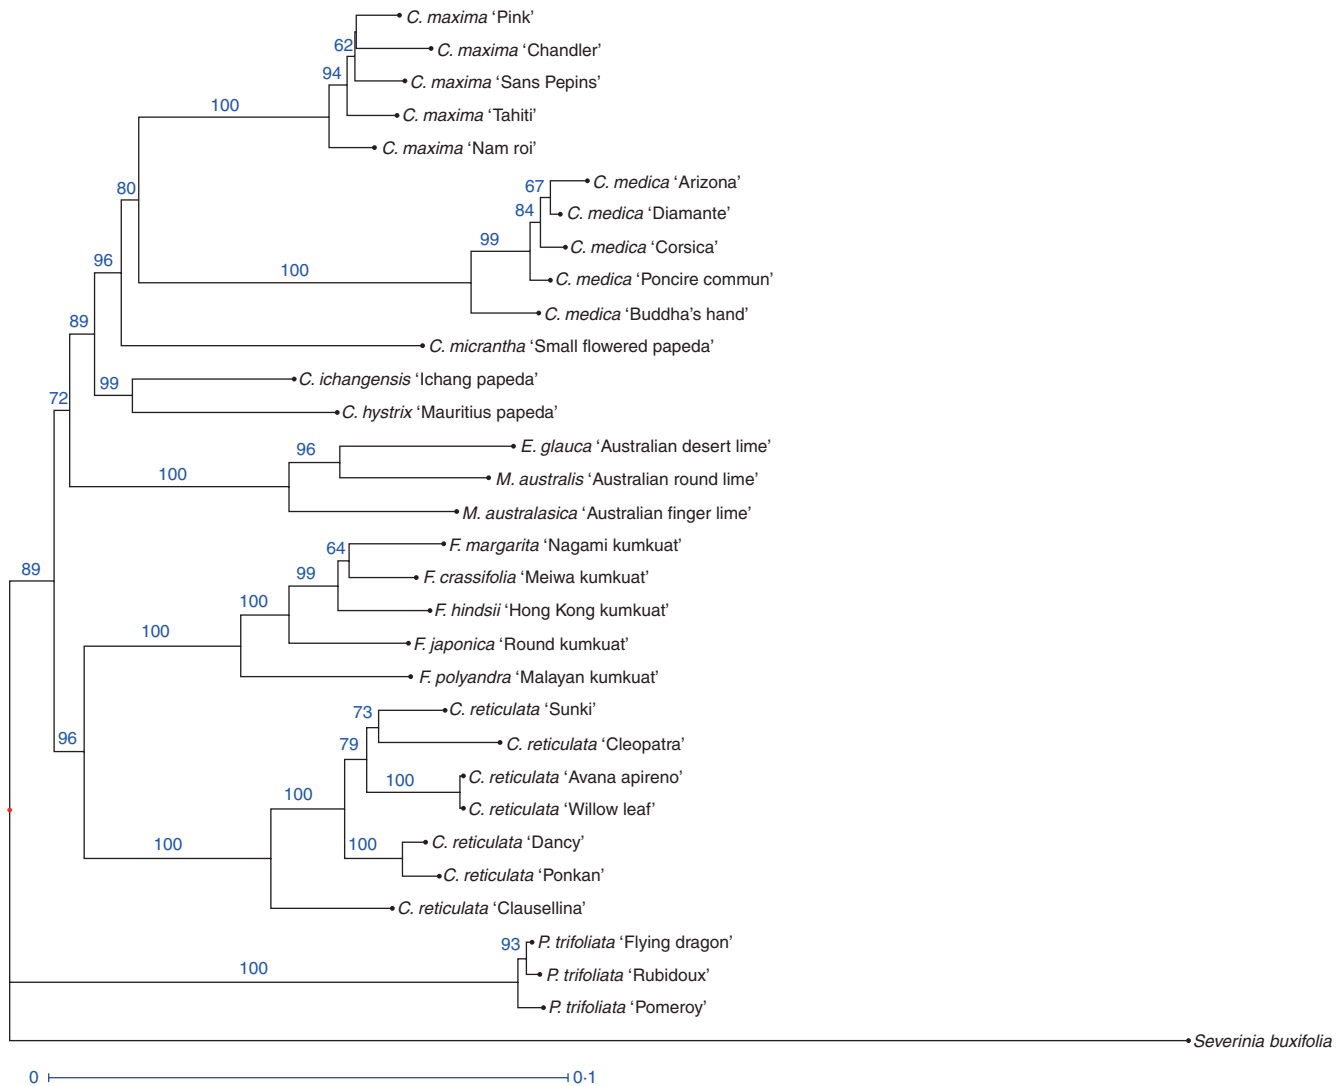 C. maxima ‘Pink’
62
C. maxima ‘Chandler’
94
C. maxima ‘Sans Pepins’
100
C. maxima ‘Tahiti’
C. maxima ‘Nam roi’
80
67
C. medica ‘Arizona’
84
C. medica ‘Diamante’
99
C. medica ‘Corsica’
96
100
C. medica ‘Poncire commun’
C. medica ‘Buddha’s hand’
89
C. micrantha ‘Small flowered papeda’
99
C. ichangensis ‘Ichang papeda’
72
C. hystrix ‘Mauritius papeda’
96
E. glauca ‘Australian desert lime’
100
M. australis ‘Australian round lime’
M. australasica ‘Australian finger lime’
64
F. margarita ‘Nagami kumkuat’
89
99
F. crassifolia ‘Meiwa kumkuat’
100
F. hindsii ‘Hong Kong kumkuat’
100
F. japonica ‘Round kumkuat’
F. polyandra ‘Malayan kumkuat’
73
C. reticulata ‘Sunki’
96
79
C. reticulata ‘Cleopatra’
100
C. reticulata ‘Avana apireno’
100
C. reticulata ‘Willow leaf’
100
100
C. reticulata ‘Dancy’
C. reticulata ‘Ponkan’
C. reticulata ‘Clausellina’
93
P. trifoliata ‘Flying dragon’
100
P. trifoliata ‘Rubidoux’
P. trifoliata ‘Pomeroy’
Severinia buxifolia
0 0·1